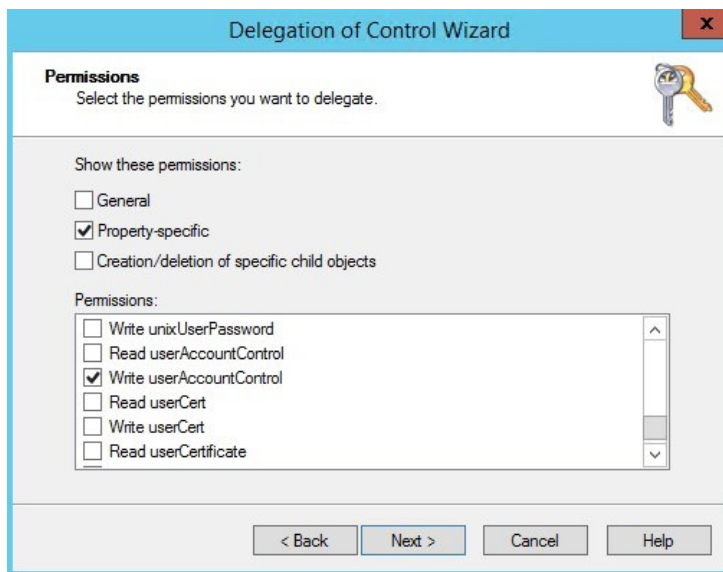 Delegation of Control Wizard
x
Permissions
Select the permissions you want to delegate.
Show these permissions:
General
Property-specific
Creation/deletion of specific child objects
Permissions:
Write unixUserPassword
Read userAccountControl
Write userAccountControl
Read userCert
Write userCert
Read userCertificate
< Back Next > Cancel Help